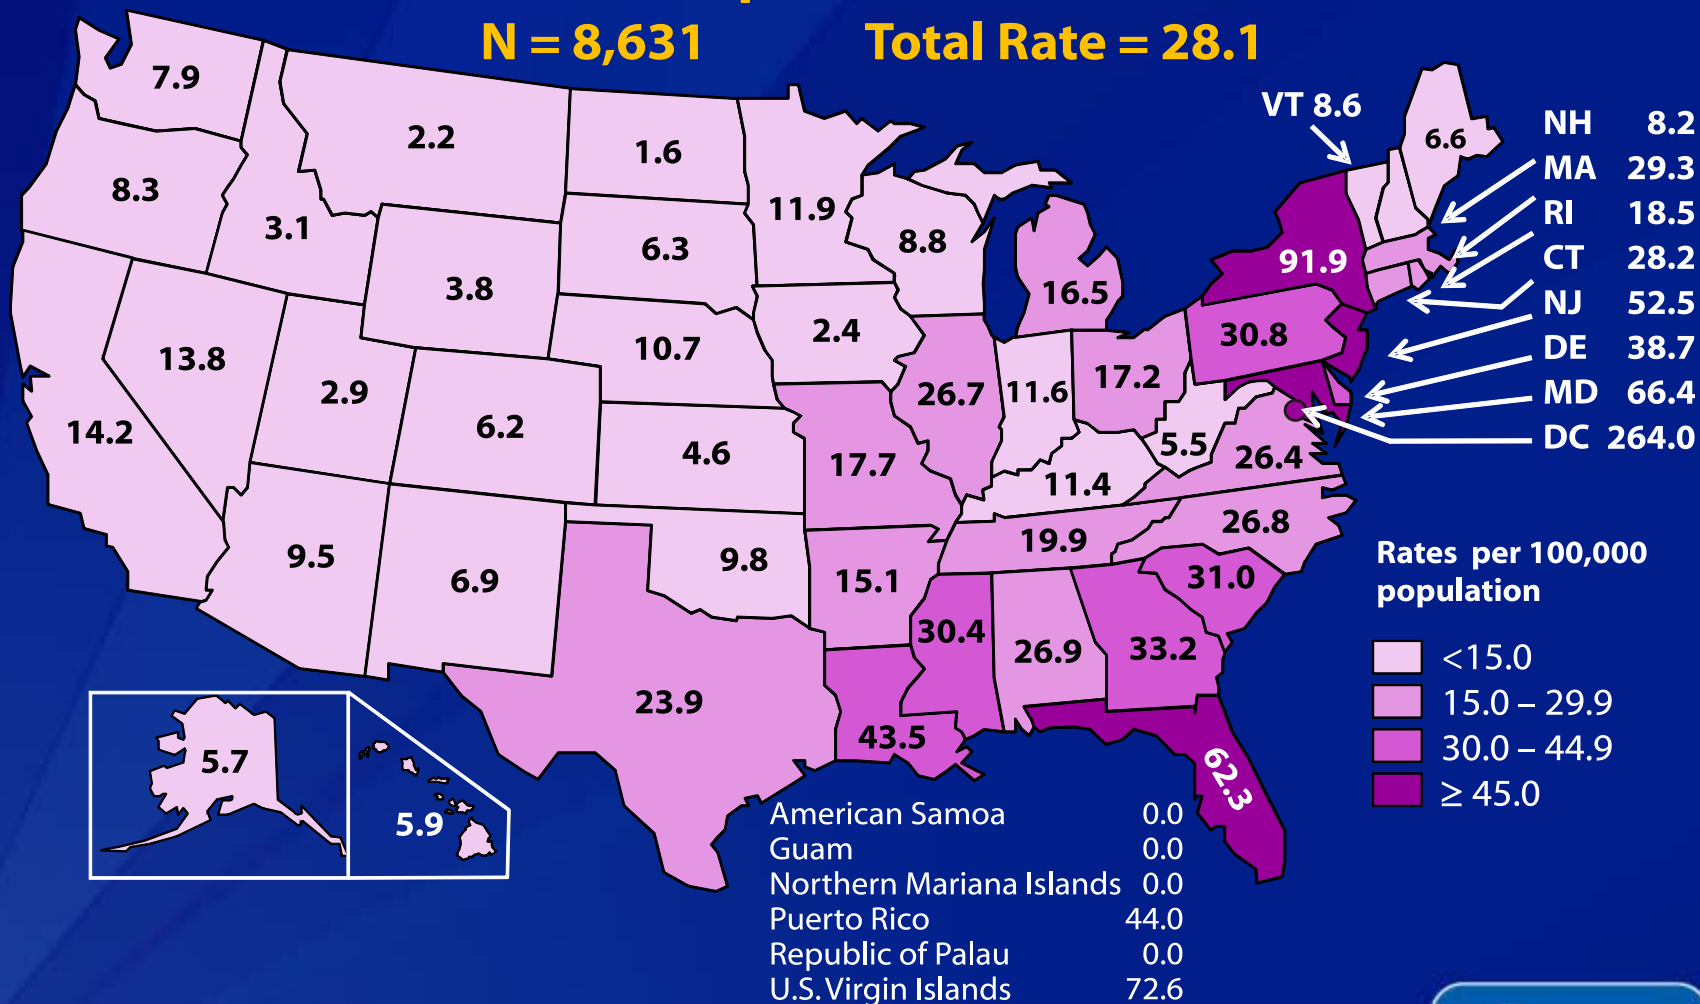 N = 8,631 Total Rate = 28.1
VT 8.6
NH 8.2
MA 29.3
RI 18.5
CT 28.2
NJ 52.5
DE 38.7
MD 66.4
DC 264.0
7.9
2.2
1.6
6.6
8.3
3.1
11.9
6.3
8.8
91.9
3.8
16.5
13.8
10.7
2.4
30.8
2.9
26.7
11.6
17.2
14.2
6.2
4.6
17.7
5.5
26.4
11.4
9.5
6.9
9.8
19.9
26.8
15.1
31.0
30.4
26.9
33.2
23.9
43.5
62.3
5.7
5.9
Rates per 100,000
population
<15.0
15.0 – 29.9
30.0 – 44.9
≥ 45.0
American Samoa 0.0
Guam 0.0
Northern Mariana Islands 0.0
Puerto Rico 44.0
Republic of Palau 0.0
U.S. Virgin Islands 72.6